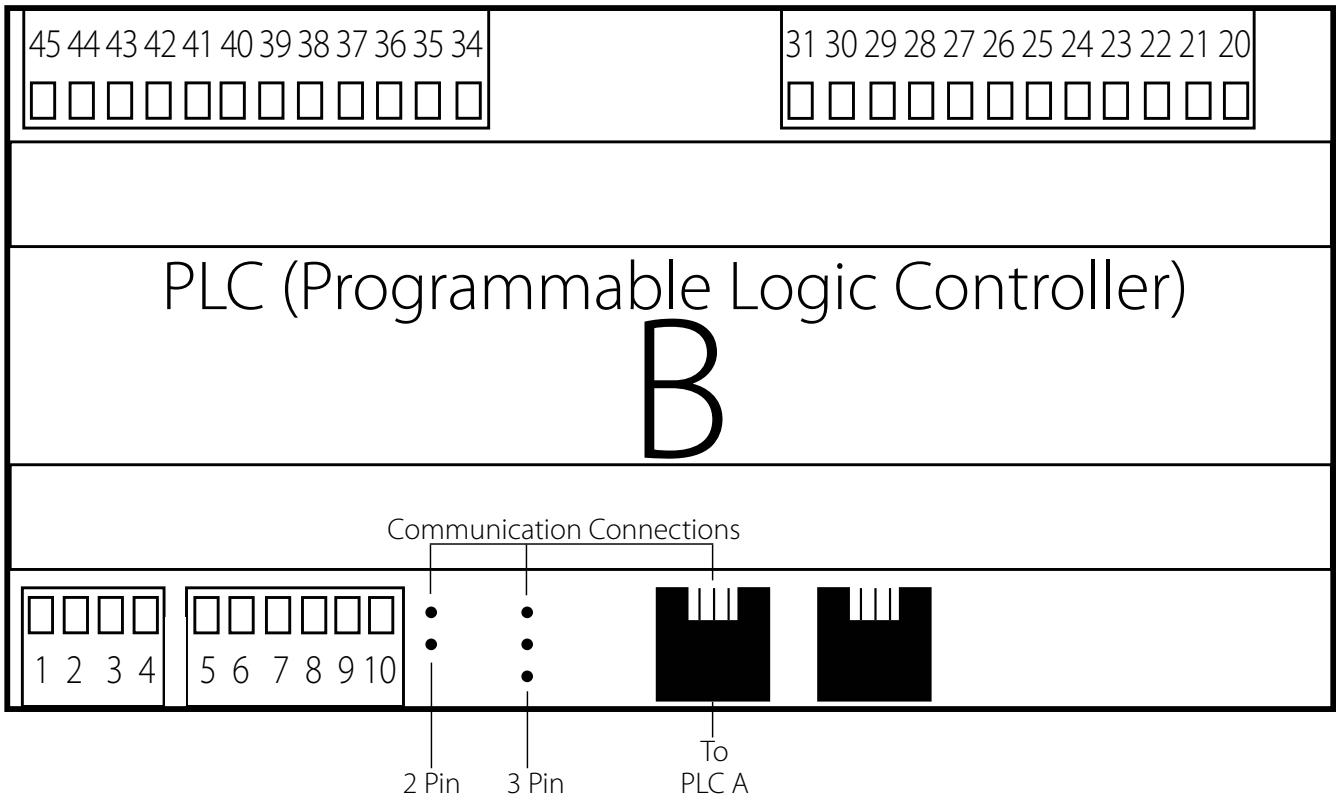 45 44 43 42 41 40 39 38 37 36 35 34
31 30 29 28 27 26 25 24 23 22 21 20
PLC (Programmable Logic Controller)
B
Communication Connections
1 2 3 4
5 6 7 8 9 10
2 Pin
3 Pin
To
PLC A